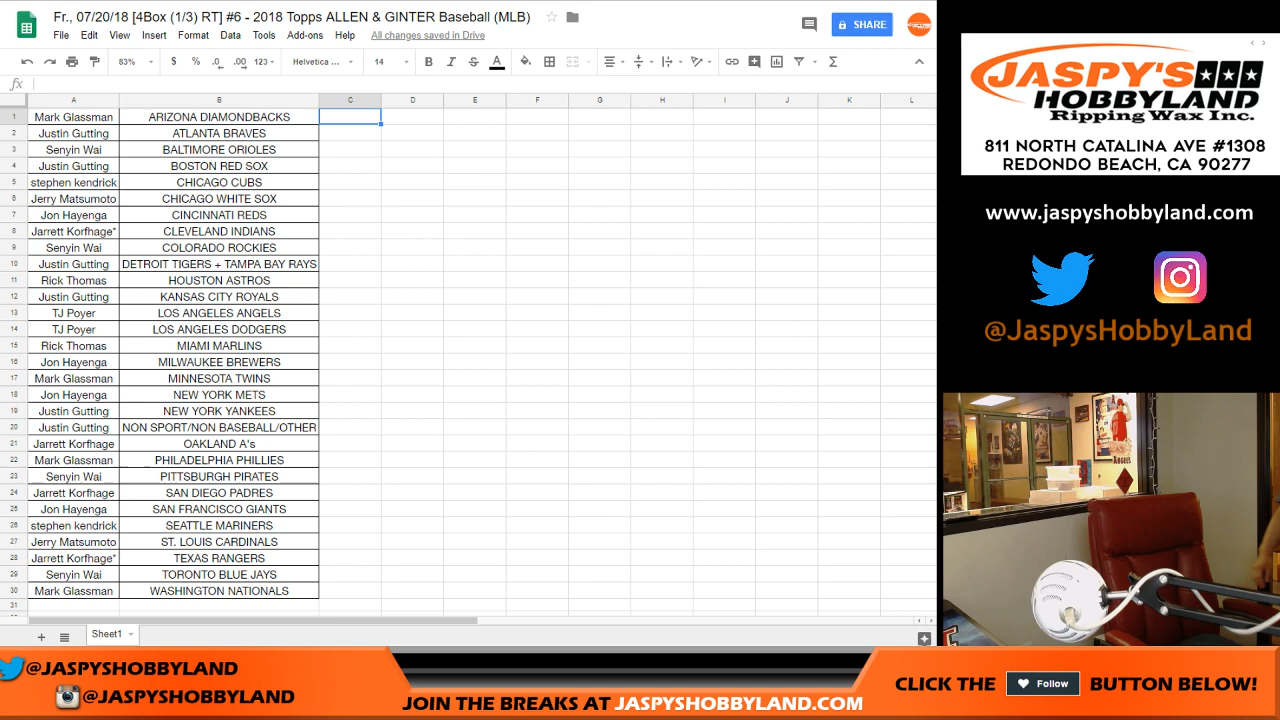 Fr., 07/20/18 [4Box (1/3) RT] #6 - 2018 Topps ALLEN & GINTER Baseball (MLB)
File Edit View Insert Format Data Tools Add-ons Help All changes saved in Drive
SHARE
83% $ % .0 .00 123 Helvetica ... 14 B I S A Σ
fx
A B C D E F G H I J K L
1 Mark Glassman ARIZONA DIAMONDBACKS
2 Justin Gutting ATLANTA BRAVES
3 Senyin Wai BALTIMORE ORIOLES
4 Justin Gutting BOSTON RED SOX
5 stephen kendrick CHICAGO CUBS
6 Jerry Matsumoto CHICAGO WHITE SOX
7 Jon Hayenga CINCINNATI REDS
8 Jarrett Korfhage* CLEVELAND INDIANS
9 Senyin Wai COLORADO ROCKIES
10 Justin Gutting DETROIT TIGERS + TAMPA BAY RAYS
11 Rick Thomas HOUSTON ASTROS
12 Justin Gutting KANSAS CITY ROYALS
13 TJ Poyer LOS ANGELES ANGELS
14 TJ Poyer LOS ANGELES DODGERS
15 Rick Thomas MIAMI MARLINS
16 Jon Hayenga MILWAUKEE BREWERS
17 Mark Glassman MINNESOTA TWINS
18 Jon Hayenga NEW YORK METS
19 Justin Gutting NEW YORK YANKEES
20 Justin Gutting NON SPORT/NON BASEBALL/OTHER
21 Jarrett Korfhage OAKLAND A's
22 Mark Glassman PHILADELPHIA PHILLIES
23 Senyin Wai PITTSBURGH PIRATES
24 Jarrett Korfhage SAN DIEGO PADRES
25 Jon Hayenga SAN FRANCISCO GIANTS
26 stephen kendrick SEATTLE MARINERS
27 Jerry Matsumoto ST. LOUIS CARDINALS
28 Jarrett Korfhage* TEXAS RANGERS
29 Senyin Wai TORONTO BLUE JAYS
30 Mark Glassman WASHINGTON NATIONALS
31
Sheet1
JASPY'S
HOBBYLAND
Ripping Wax Inc.
811 NORTH CATALINA AVE #1308
REDONDO BEACH, CA 90277
www.jaspyshobbyland.com
@JaspysHobbyLand
ANGELS
@JASPYSHOBBYLAND
@JASPYSHOBBYLAND
JOIN THE BREAKS AT JASPYSHOBBYLAND.COM
CLICK THE Follow BUTTON BELOW!